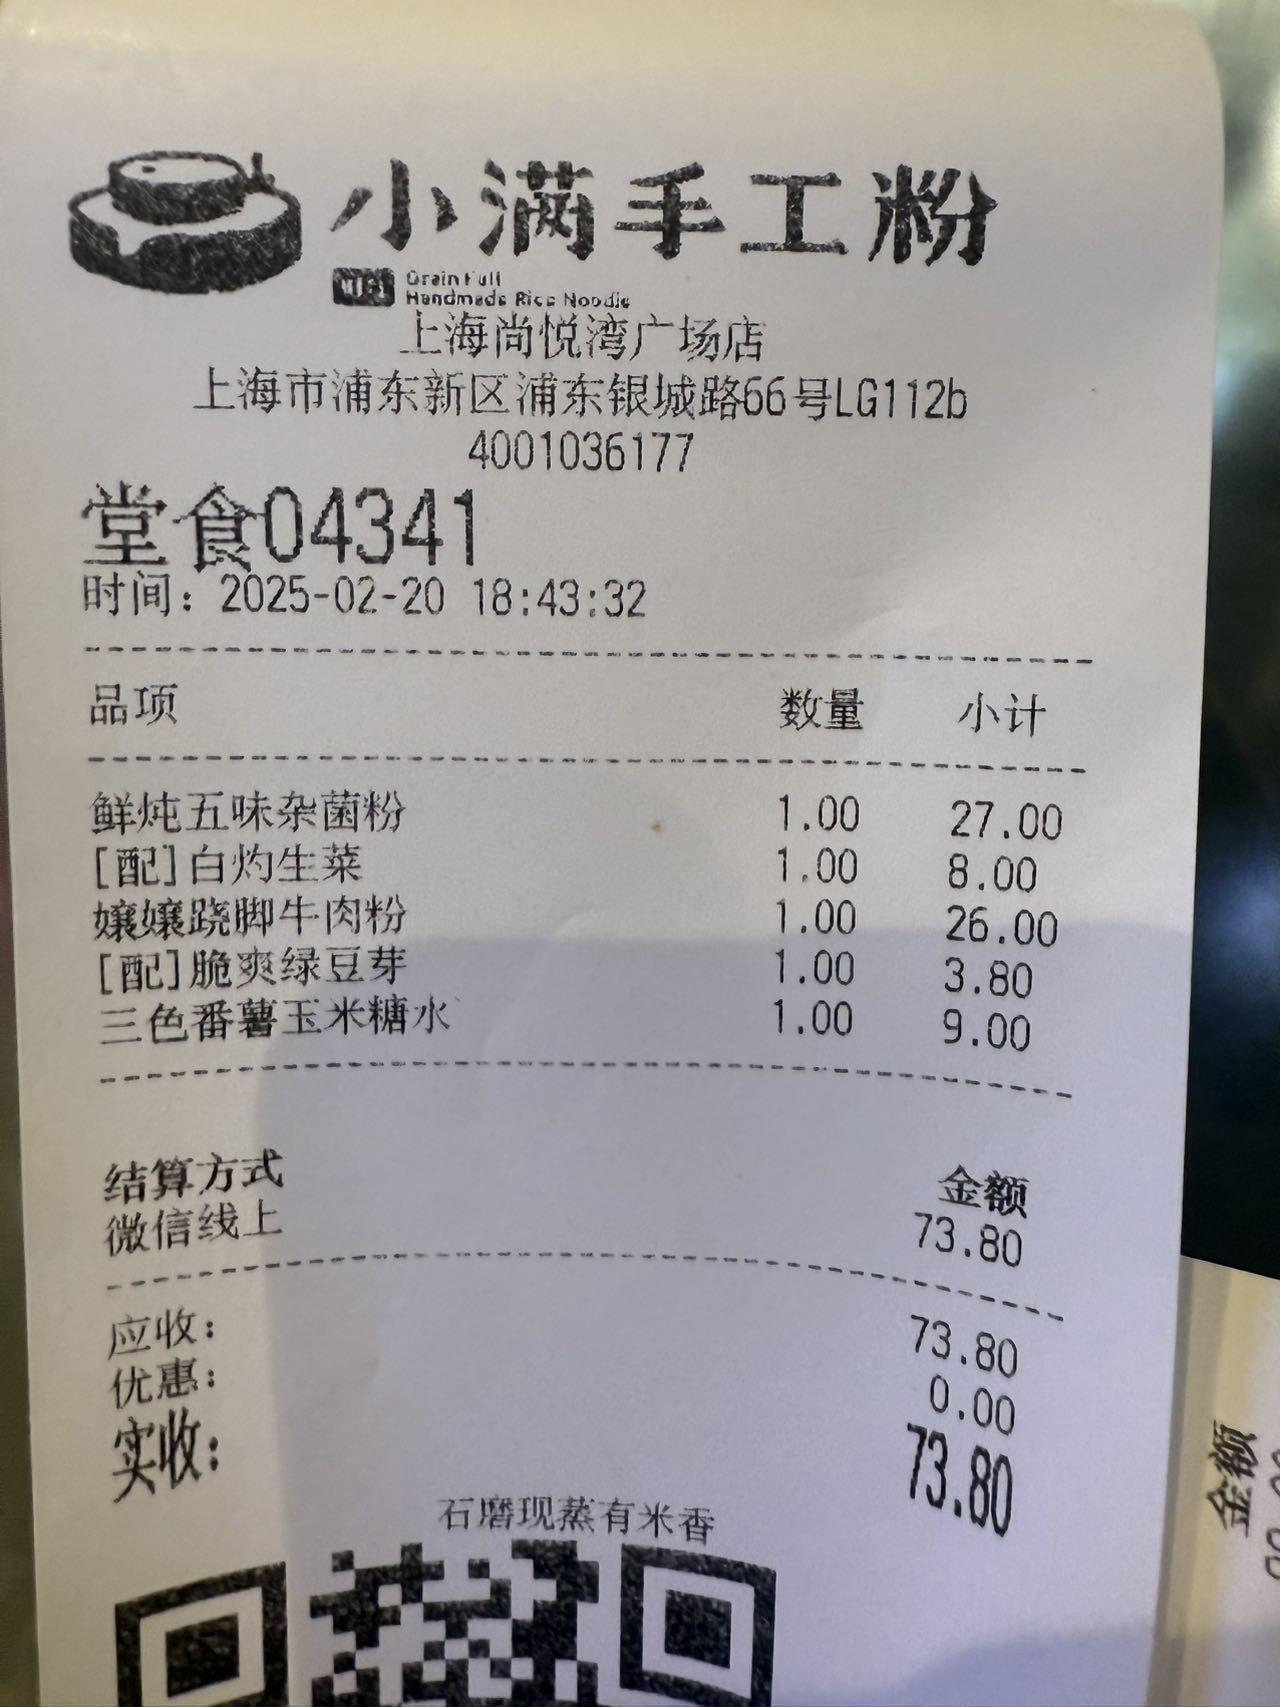 小满手工粉
Grain Full
Handmade Rice Noodle
上海尚悦湾广场店
上海市浦东新区浦东银城路66号LG112b
4001036177
堂食04341
时间：2025-02-20 18:43:32
品项 数量 小计
鲜炖五味杂菌粉 1.00 27.00
[配]白灼生菜 1.00 8.00
嬢嬢跷脚牛肉粉 1.00 26.00
[配]脆爽绿豆芽 1.00 3.80
三色番薯玉米糖水 1.00 9.00
结算方式 金额
微信线上 73.80
应收： 73.80
优惠： 0.00
实收： 73.80
石磨现蒸有米香
金额